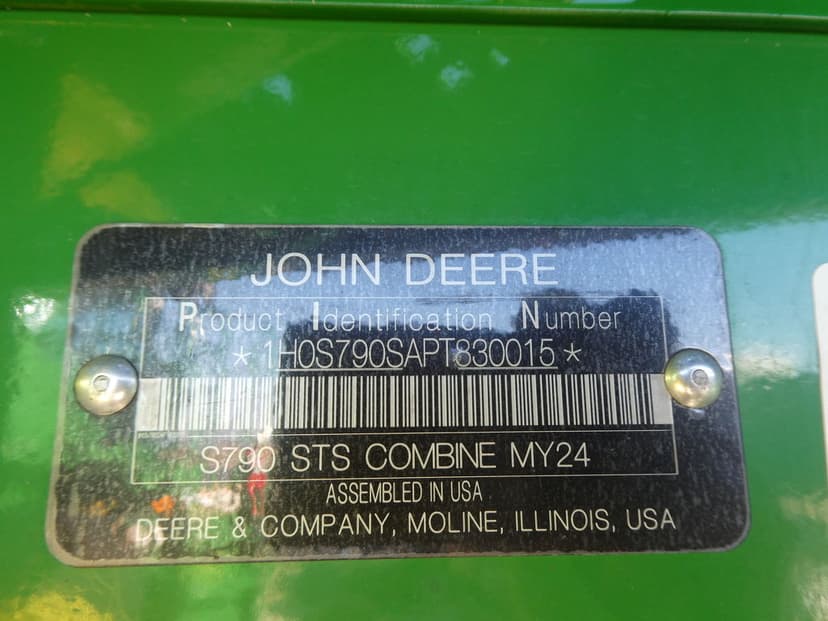 JOHN DEERE
Product Identification Number
*1H0S790SAPT830015*
S790 STS COMBINE MY24
ASSEMBLED IN USA
DEERE & COMPANY, MOLINE, ILLINOIS, USA